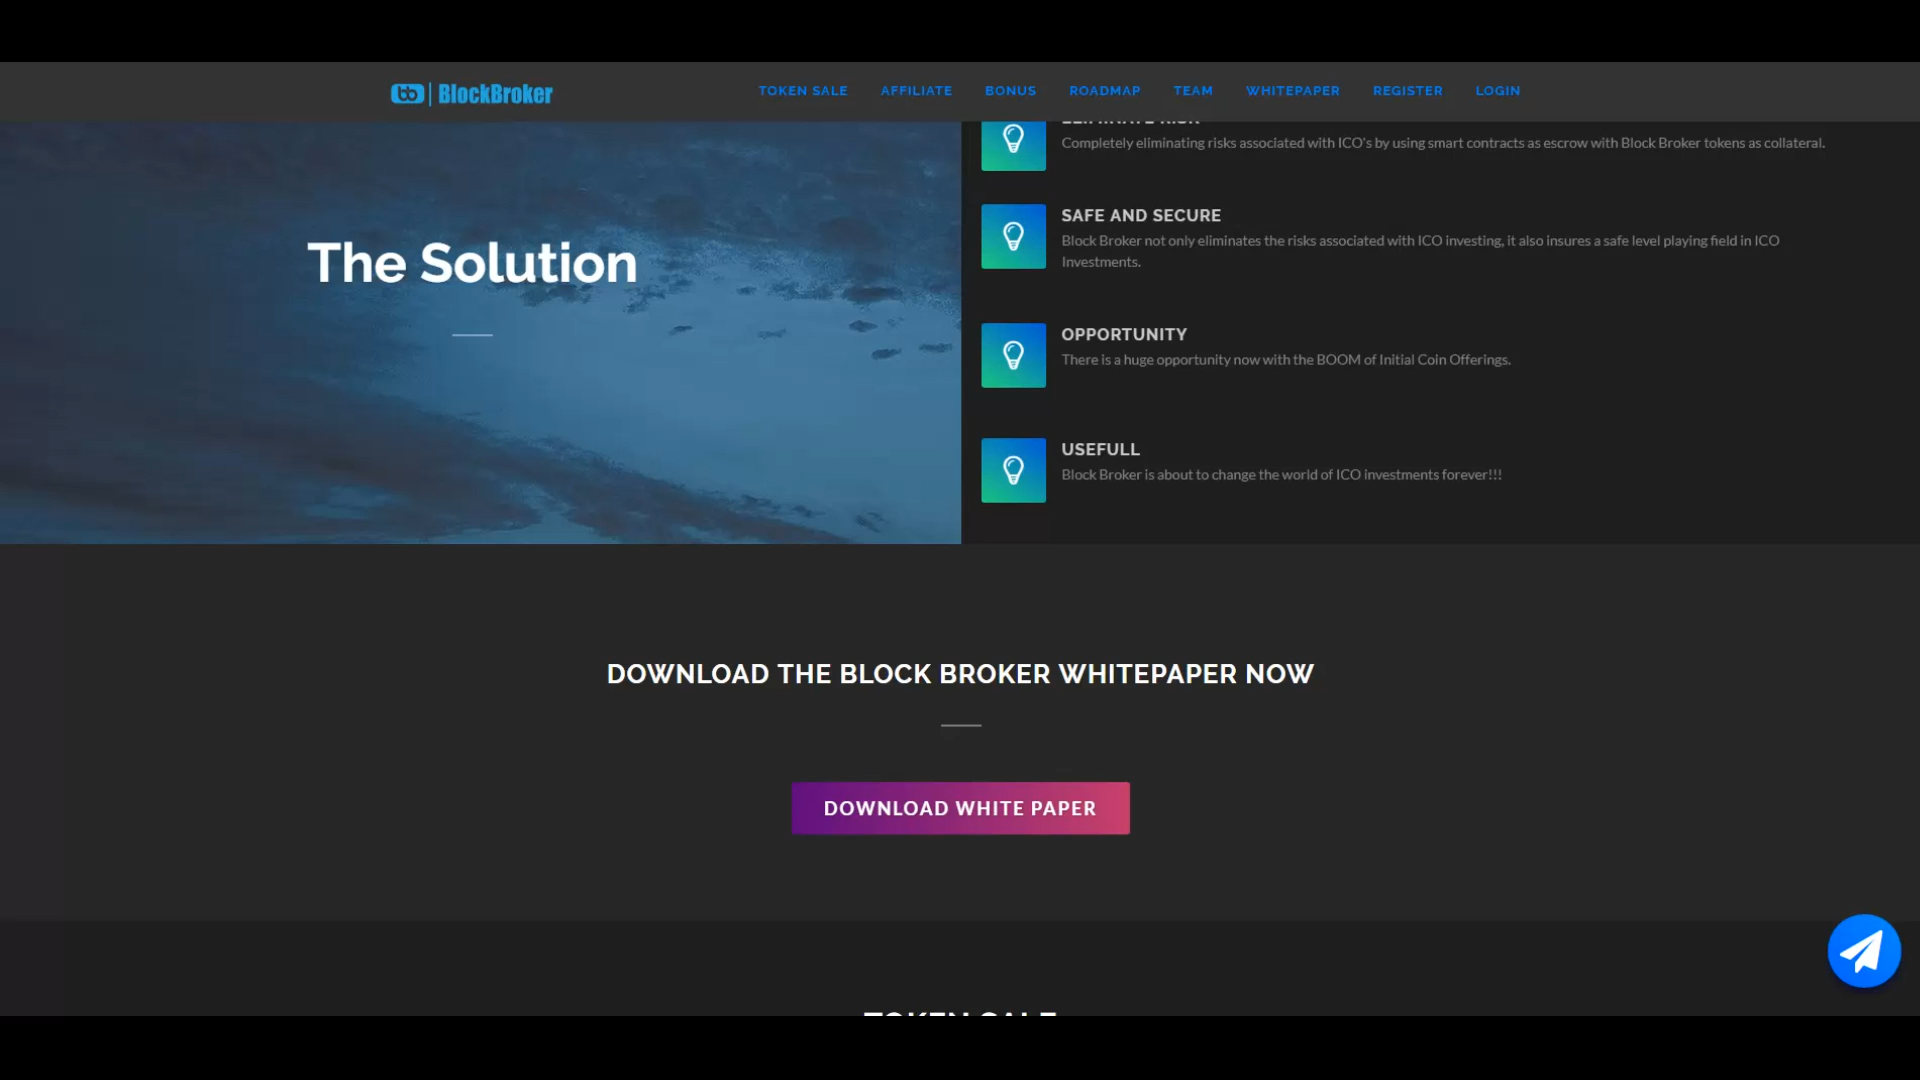 bb | BlockBroker
TOKEN SALE AFFILIATE BONUS ROADMAP TEAM WHITEPAPER REGISTER LOGIN
ELIMINATE RISK
Completely eliminating risks associated with ICO's by using smart contracts as escrow with Block Broker tokens as collateral.
The Solution
SAFE AND SECURE
Block Broker not only eliminates the risks associated with ICO investing, it also insures a safe level playing field in ICO
Investments.
OPPORTUNITY
There is a huge opportunity now with the BOOM of Initial Coin Offerings.
USEFULL
Block Broker is about to change the world of ICO investments forever!!!
DOWNLOAD THE BLOCK BROKER WHITEPAPER NOW
DOWNLOAD WHITE PAPER
TOKEN SALE